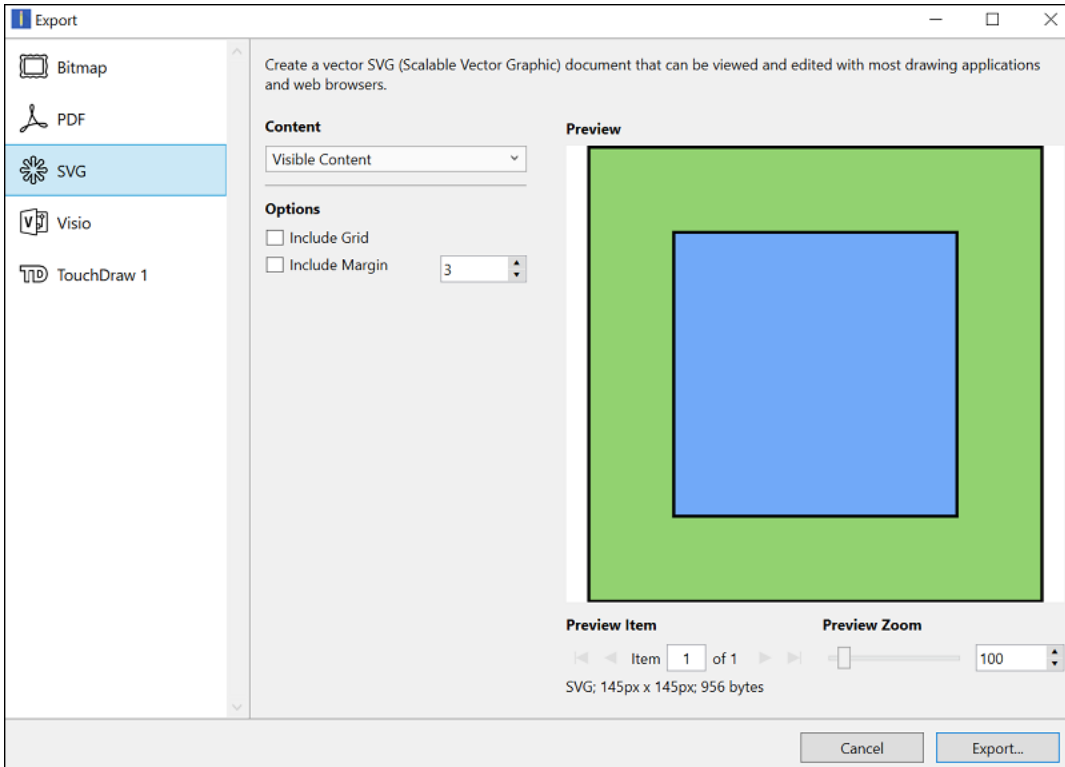 Export
Bitmap
PDF
SVG
Visio
TouchDraw 1
Create a vector SVG (Scalable Vector Graphic) document that can be viewed and edited with most drawing applications
and web browsers.
Content
Visible Content
Options
Include Grid
Include Margin 3
Preview
Preview Item
Item 1 of 1
SVG; 145px x 145px; 956 bytes
Preview Zoom
100
Cancel
Export...